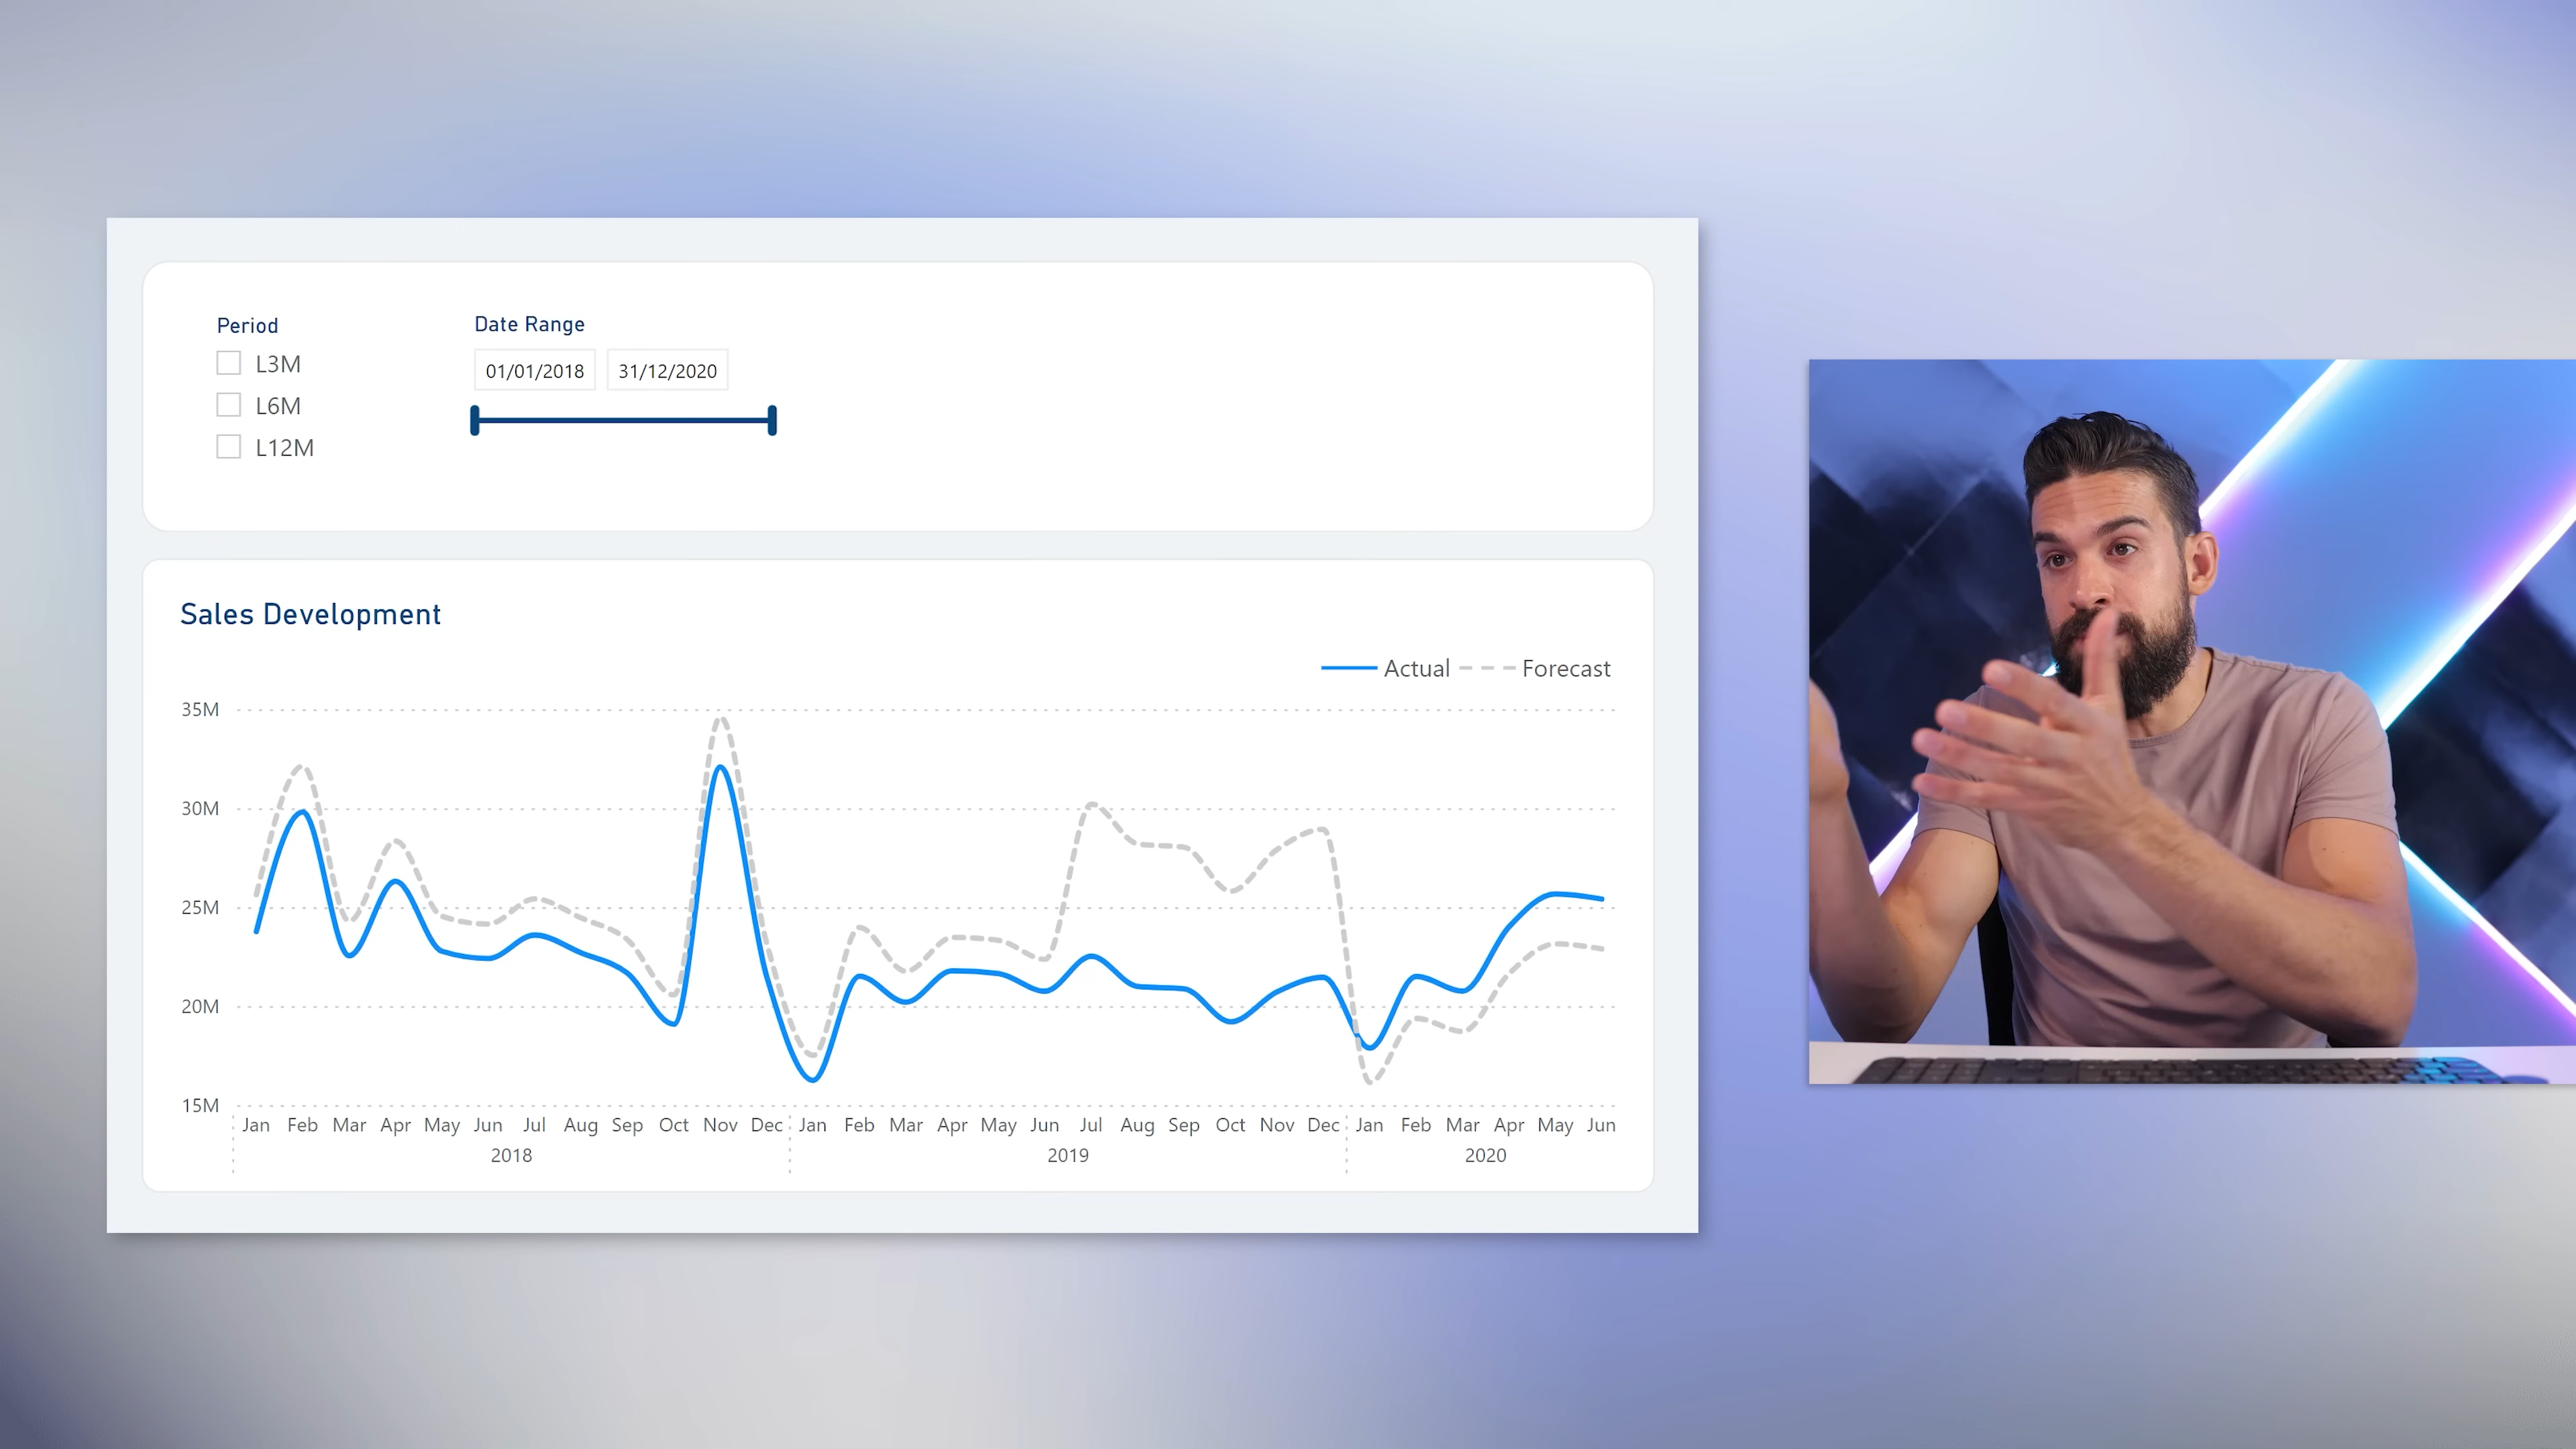 Period
L3M
L6M
L12M
Date Range
01/01/2018 31/12/2020
Sales Development
Actual Forecast
35M
30M
25M
20M
15M
Jan Feb Mar Apr May Jun Jul Aug Sep Oct Nov Dec Jan Feb Mar Apr May Jun Jul Aug Sep Oct Nov Dec Jan Feb Mar Apr May Jun
2018 2019 2020